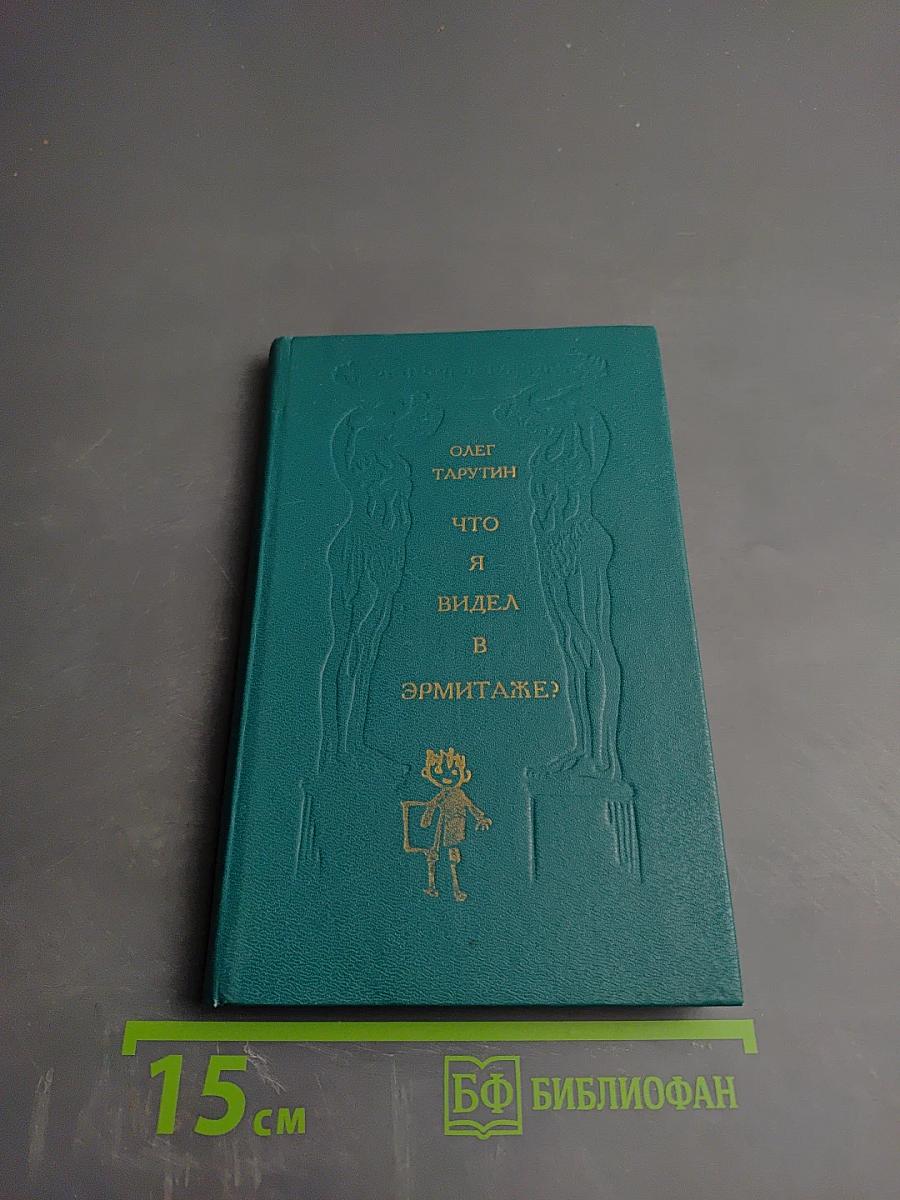 ОЛЕГ
ТАРУТИН
ЧТО
Я
ВИДЕЛ
В
ЭРМИТАЖЕ?
15 см
БФ БИБЛИОФАН